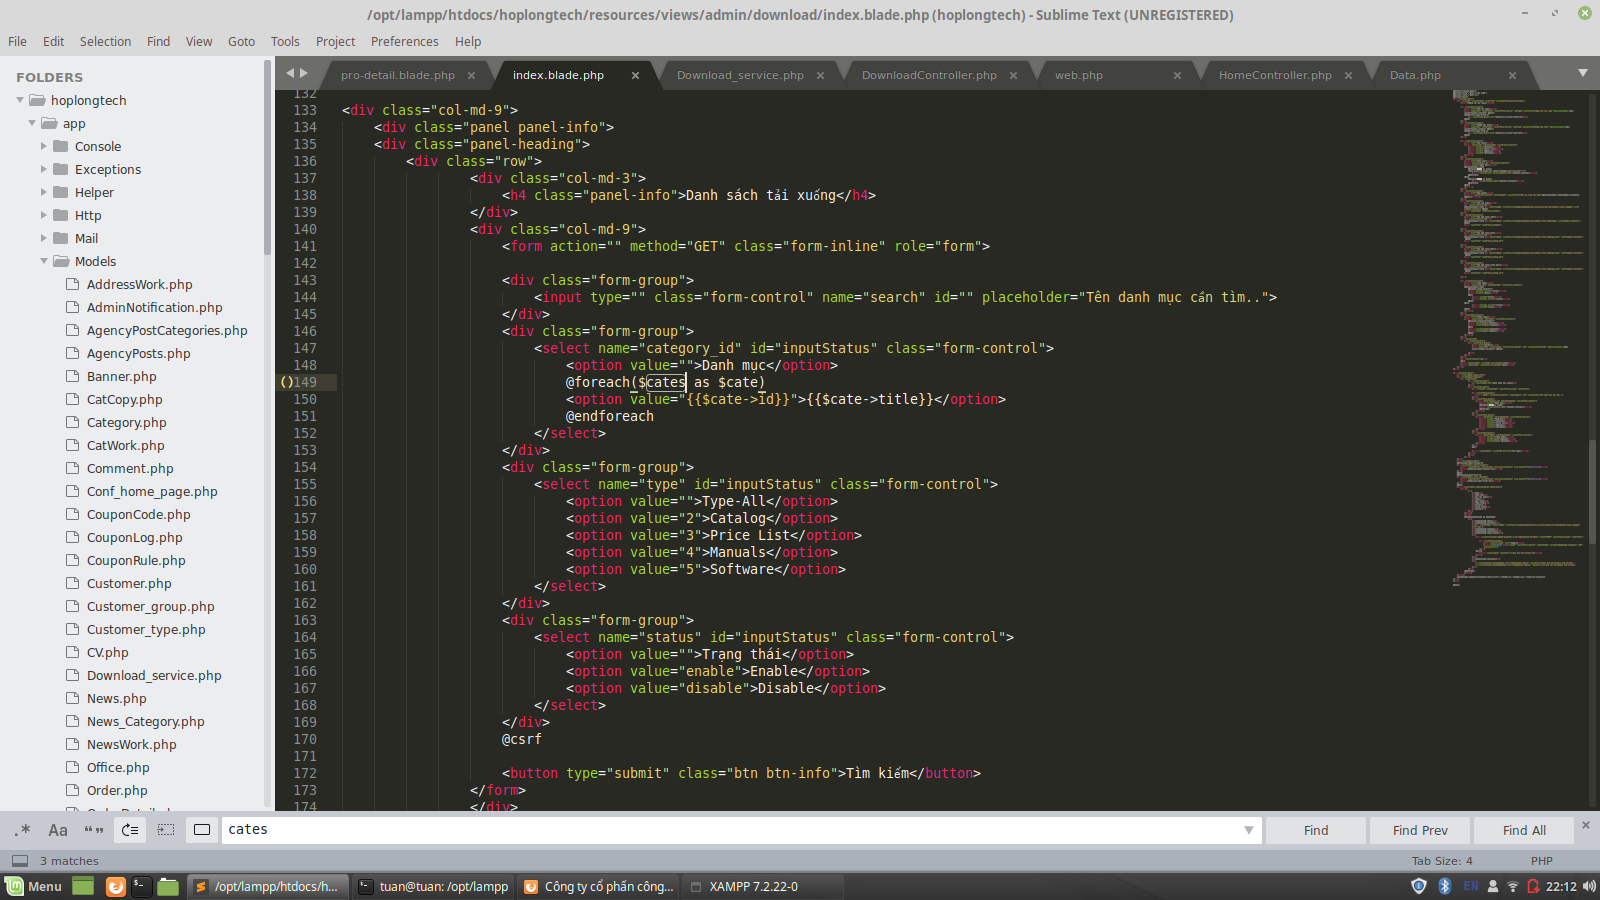 /opt/lampp/htdocs/hoplongtech/resources/views/admin/download/index.blade.php (hoplongtech) - Sublime Text (UNREGISTERED)
File Edit Selection Find View Goto Tools Project Preferences Help
pro-detail.blade.php index.blade.php Download_service.php DownloadController.php web.php HomeController.php Data.php
FOLDERS
hoplongtech
app
Console
Exceptions
Helper
Http
Mail
Models
AddressWork.php
AdminNotification.php
AgencyPostCategories.php
AgencyPosts.php
Banner.php
CatCopy.php
Category.php
CatWork.php
Comment.php
Conf_home_page.php
CouponCode.php
CouponLog.php
CouponRule.php
Customer.php
Customer_group.php
Customer_type.php
CV.php
Download_service.php
News.php
News_Category.php
NewsWork.php
Office.php
Order.php
132
133 <div class="col-md-9">
134 <div class="panel panel-info">
135 <div class="panel-heading">
136 <div class="row">
137 <div class="col-md-3">
138 <h4 class="panel-info">Danh sách tải xuống</h4>
139 </div>
140 <div class="col-md-9">
141 <form action="" method="GET" class="form-inline" role="form">
142
143 <div class="form-group">
144 <input type="" class="form-control" name="search" id="" placeholder="Tên danh mục cần tìm..">
145 </div>
146 <div class="form-group">
147 <select name="category_id" id="inputStatus" class="form-control">
148 <option value="">Danh mục</option>
149 @foreach($cates as $cate)
150 <option value="{{$cate->id}}">{{$cate->title}}</option>
151 @endforeach
152 </select>
153 </div>
154 <div class="form-group">
155 <select name="type" id="inputStatus" class="form-control">
156 <option value="">Type-All</option>
157 <option value="2">Catalog</option>
158 <option value="3">Price List</option>
159 <option value="4">Manuals</option>
160 <option value="5">Software</option>
161 </select>
162 </div>
163 <div class="form-group">
164 <select name="status" id="inputStatus" class="form-control">
165 <option value="">Trạng thái</option>
166 <option value="enable">Enable</option>
167 <option value="disable">Disable</option>
168 </select>
169 </div>
170 @csrf
171
172 <button type="submit" class="btn btn-info">Tìm kiếm</button>
173 </form>
174 </div>
.* Aa “” cates Find Find Prev Find All
3 matches Tab Size: 4 PHP
Menu /opt/lampp/htdocs/h... tuan@tuan: /opt/lampp Công ty cổ phần công... XAMPP 7.2.22-0 EN 22:12